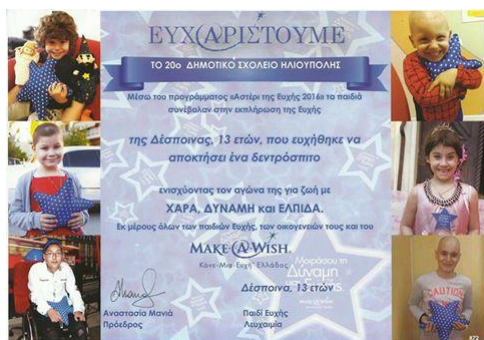 ΕΥΧΑΡΙΣΤΟΥΜΕ
ΤΟ 20ο ΔΗΜΟΤΙΚΟ ΣΧΟΛΕΙΟ ΗΛΙΟΥΠΟΛΗΣ
Μέσω του προγράμματος «Αστέρι της Ευχής 2016» τα παιδιά
συνέβαλαν στην εκπλήρωση της Ευχής
της Δέσποινας, 13 ετών, που ευχήθηκε να
αποκτήσει ένα δεντρόσπιτο
ενισχύοντας τον αγώνα της για ζωή με
ΧΑΡΑ, ΔΥΝΑΜΗ και ΕΛΠΙΔΑ.
Εκ μέρους όλων των παιδιών Ευχής, των οικογενειών τους και του
MAKE-A-WISH.
Κάνε-Μια-Ευχή Ελλάδος
Μοιράσου τη
Δύναμη
Δέσποινα, 13 ετών
Αναστασία Μανιά
Πρόεδρος
Παιδί Ευχής
Λευχαιμία
CAUTION
872